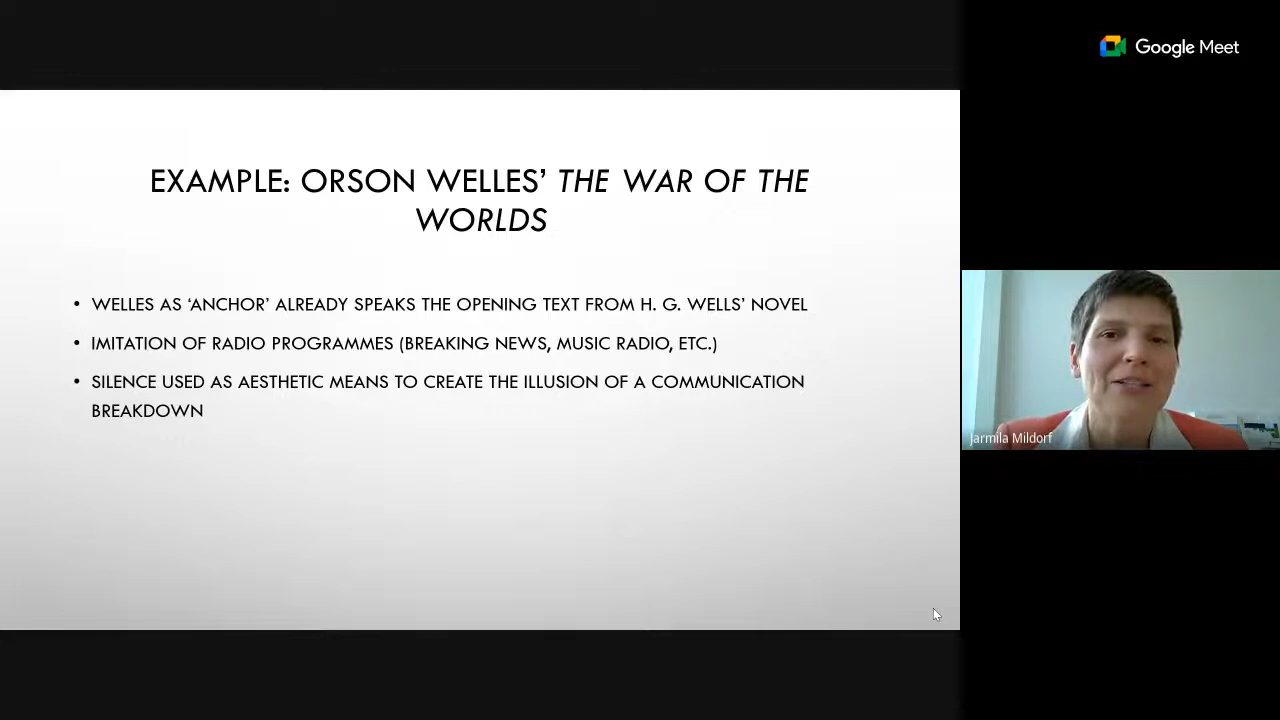 Google Meet
EXAMPLE: ORSON WELLES’ THE WAR OF THE
WORLDS
• WELLES AS ‘ANCHOR’ ALREADY SPEAKS THE OPENING TEXT FROM H. G. WELLS’ NOVEL
• IMITATION OF RADIO PROGRAMMES (BREAKING NEWS, MUSIC RADIO, ETC.)
• SILENCE USED AS AESTHETIC MEANS TO CREATE THE ILLUSION OF A COMMUNICATION
BREAKDOWN
Jarmila Mildorf